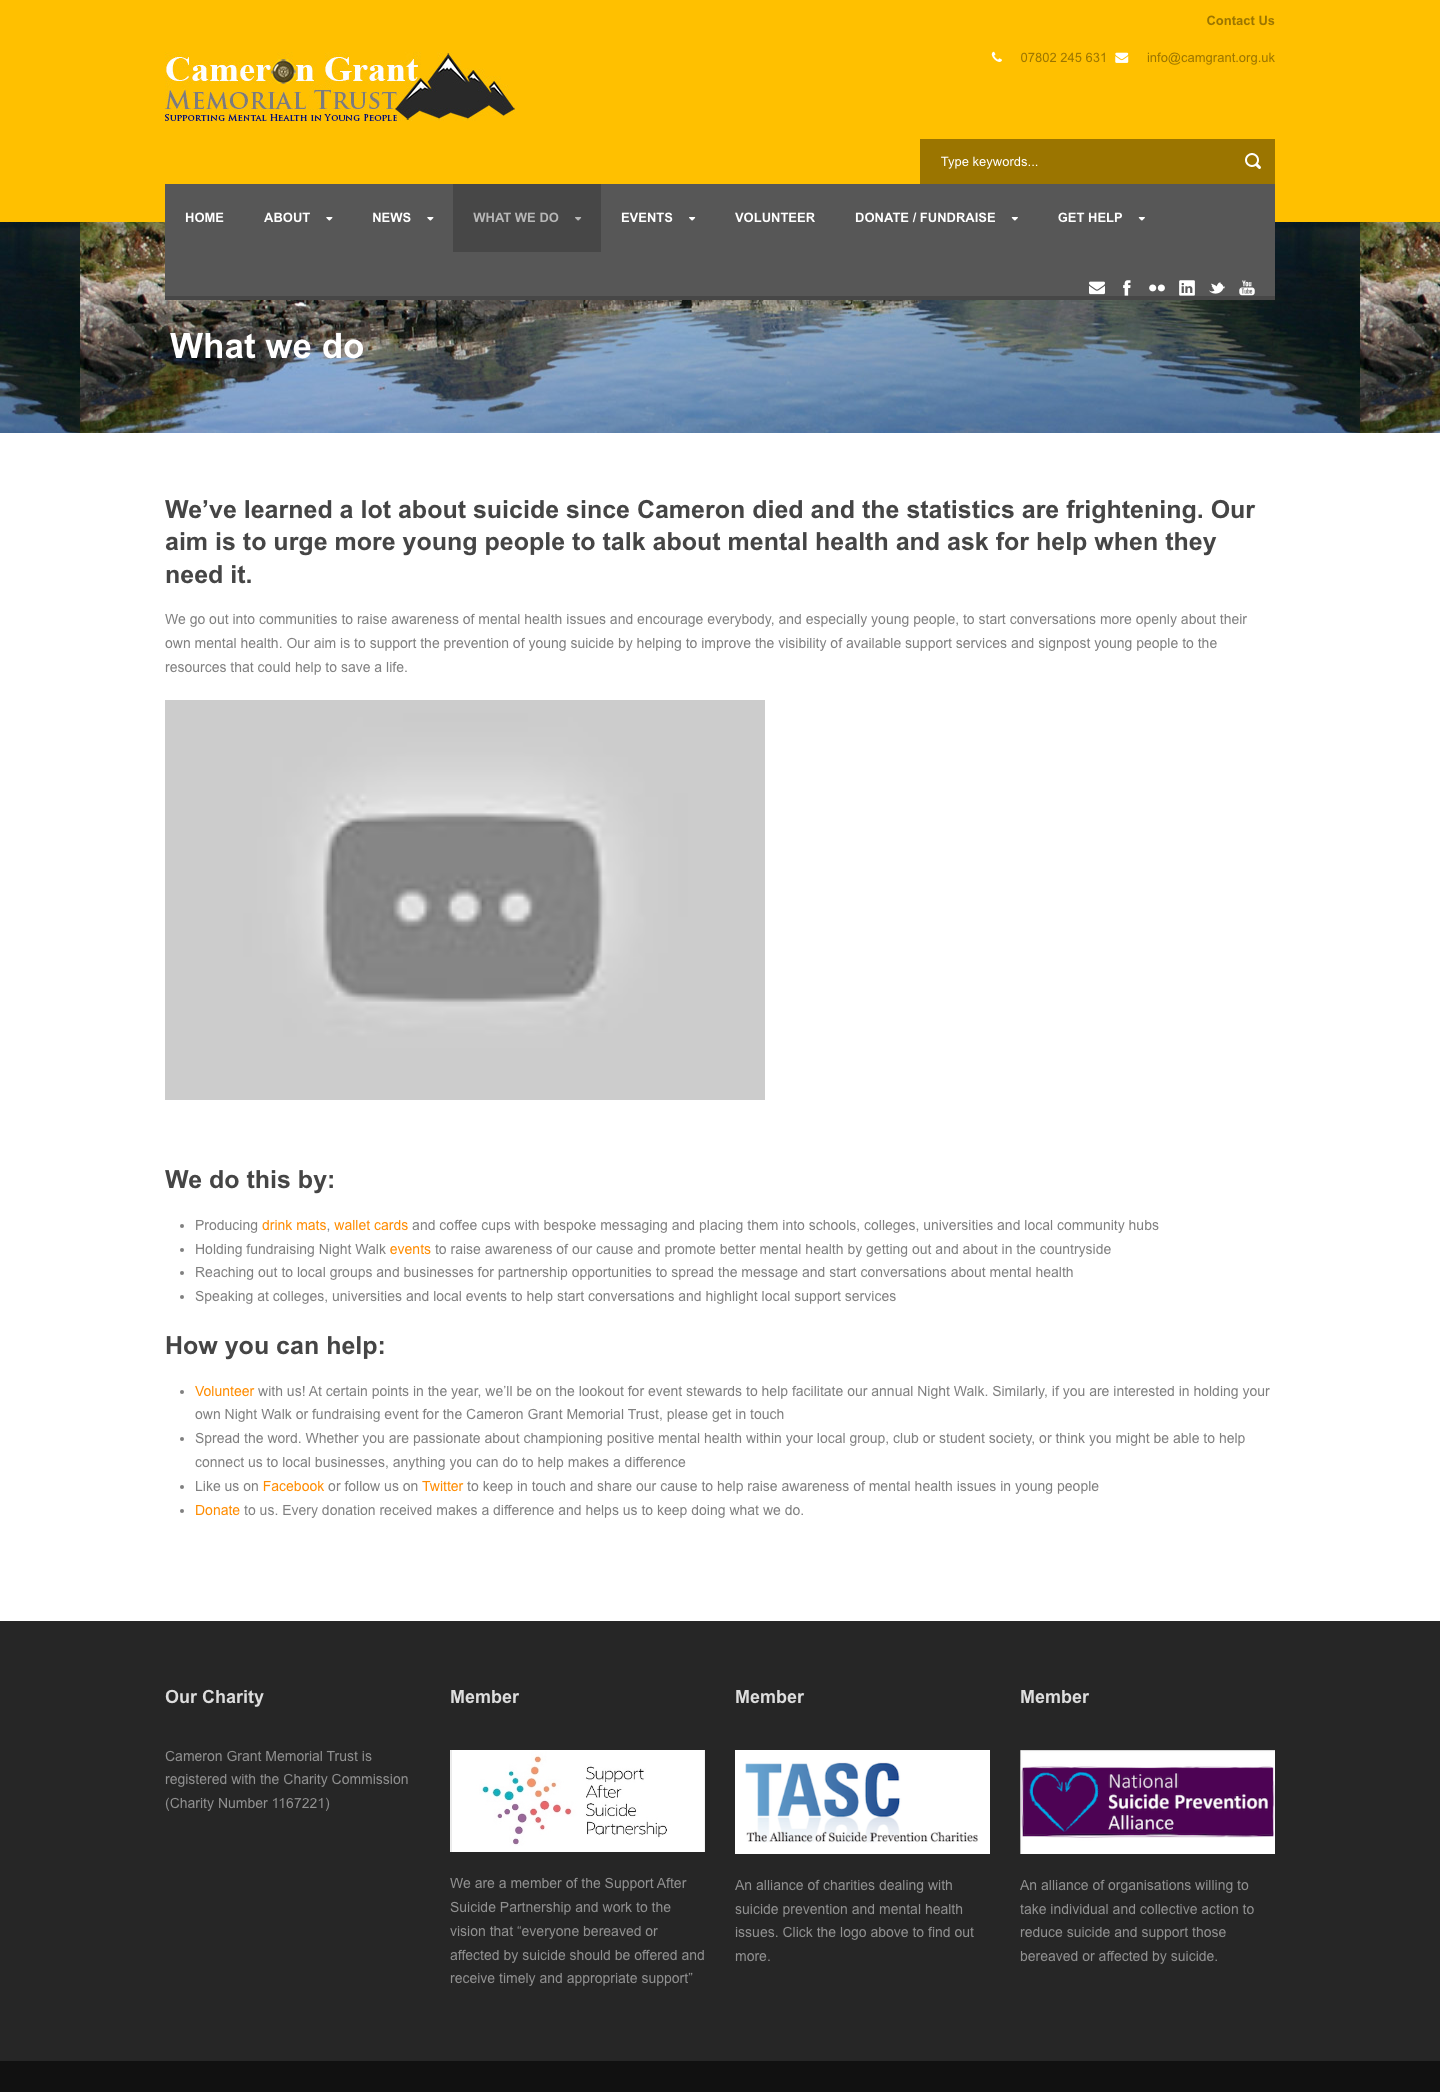 Contact Us
07802 245 631 info@camgrant.org.uk
Cameron Grant
Memorial Trust
Supporting Mental Health in Young People
Type keywords...
HOME ABOUT NEWS WHAT WE DO EVENTS VOLUNTEER DONATE / FUNDRAISE GET HELP
What we do
We’ve learned a lot about suicide since Cameron died and the statistics are frightening. Our
aim is to urge more young people to talk about mental health and ask for help when they
need it.
We go out into communities to raise awareness of mental health issues and encourage everybody, and especially young people, to start conversations more openly about their
own mental health. Our aim is to support the prevention of young suicide by helping to improve the visibility of available support services and signpost young people to the
resources that could help to save a life.
We do this by:
• Producing drink mats, wallet cards and coffee cups with bespoke messaging and placing them into schools, colleges, universities and local community hubs
• Holding fundraising Night Walk events to raise awareness of our cause and promote better mental health by getting out and about in the countryside
• Reaching out to local groups and businesses for partnership opportunities to spread the message and start conversations about mental health
• Speaking at colleges, universities and local events to help start conversations and highlight local support services
How you can help:
• Volunteer with us! At certain points in the year, we’ll be on the lookout for event stewards to help facilitate our annual Night Walk. Similarly, if you are interested in holding your
own Night Walk or fundraising event for the Cameron Grant Memorial Trust, please get in touch
• Spread the word. Whether you are passionate about championing positive mental health within your local group, club or student society, or think you might be able to help
connect us to local businesses, anything you can do to help makes a difference
• Like us on Facebook or follow us on Twitter to keep in touch and share our cause to help raise awareness of mental health issues in young people
• Donate to us. Every donation received makes a difference and helps us to keep doing what we do.
Our Charity
Cameron Grant Memorial Trust is
registered with the Charity Commission
(Charity Number 1167221)
Member
Support
After
Suicide
Partnership
We are a member of the Support After
Suicide Partnership and work to the
vision that “everyone bereaved or
affected by suicide should be offered and
receive timely and appropriate support”
Member
TASC
The Alliance of Suicide Prevention Charities
An alliance of charities dealing with
suicide prevention and mental health
issues. Click the logo above to find out
more.
Member
National
Suicide Prevention
Alliance
An alliance of organisations willing to
take individual and collective action to
reduce suicide and support those
bereaved or affected by suicide.